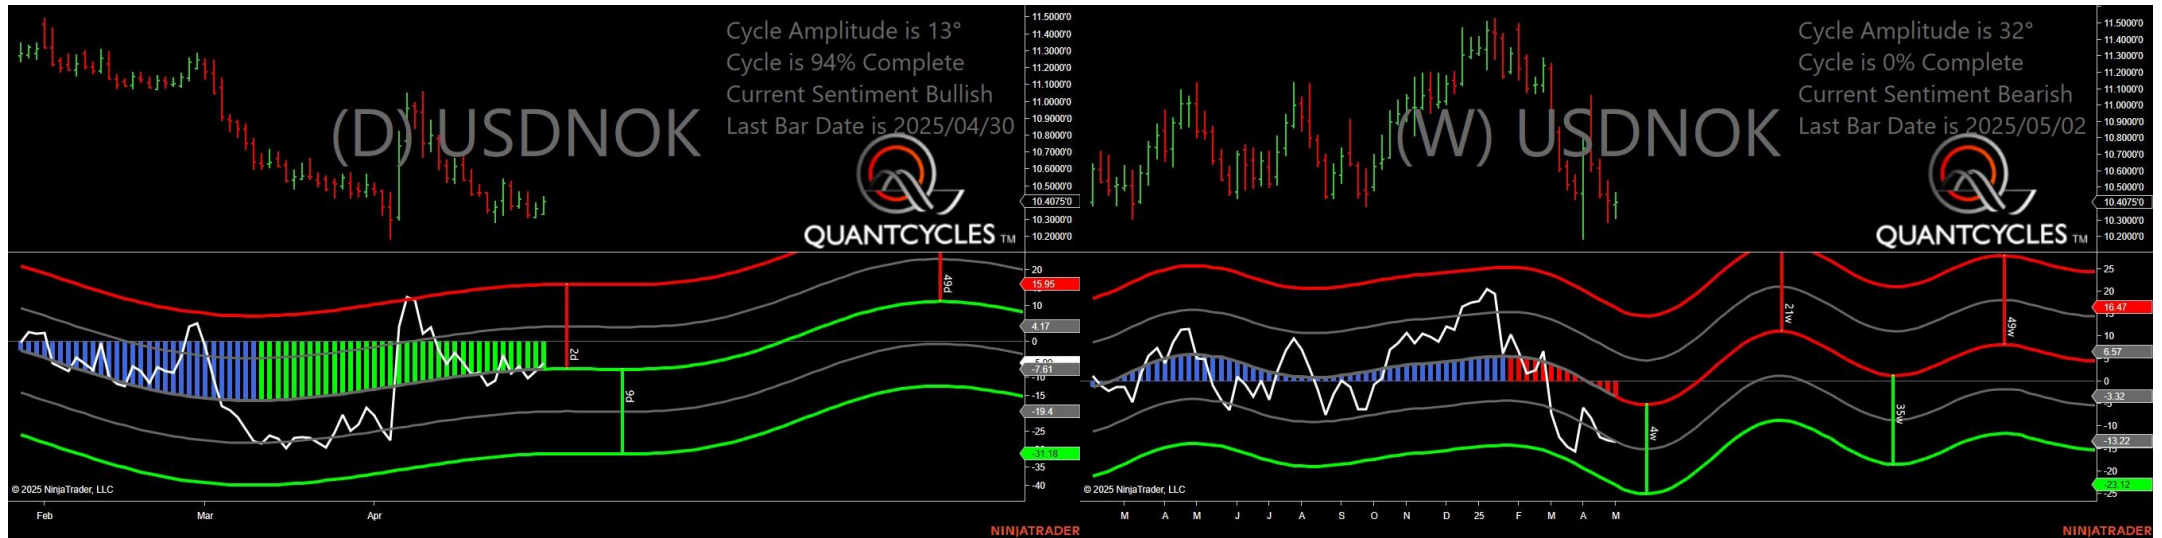 Cycle Amplitude is 13°
Cycle is 94% Complete
Current Sentiment Bullish
Last Bar Date is 2025/04/30
(D) USDNOK
QUANTCYCLES TM
11.5000'0
11.4000'0
11.3000'0
11.2000'0
11.1000'0
11.0000'0
10.9000'0
10.8000'0
10.7000'0
10.6000'0
10.5000'0
10.4075'0
10.3000'0
10.2000'0
20
15.95
10
4.17
0
-7.61
-15
-19.4
-25
-31.18
-35
-40
2d
9d
49d
© 2025 NinjaTrader, LLC
Feb Mar Apr
NINJATRADER
Cycle Amplitude is 32°
Cycle is 0% Complete
Current Sentiment Bearish
Last Bar Date is 2025/05/02
(W) USDNOK
QUANTCYCLES TM
11.5000'0
11.4000'0
11.3000'0
11.2000'0
11.1000'0
11.0000'0
10.9000'0
10.8000'0
10.7000'0
10.6000'0
10.5000'0
10.4075'0
10.3000'0
10.2000'0
25
20
16.47
10
6.57
0
-3.32
-10
-13.22
-20
-23.12
-25
4w
21w
35w
49w
© 2025 NinjaTrader, LLC
M A M J J A S O N D 25 F M A M
NINJATRADER